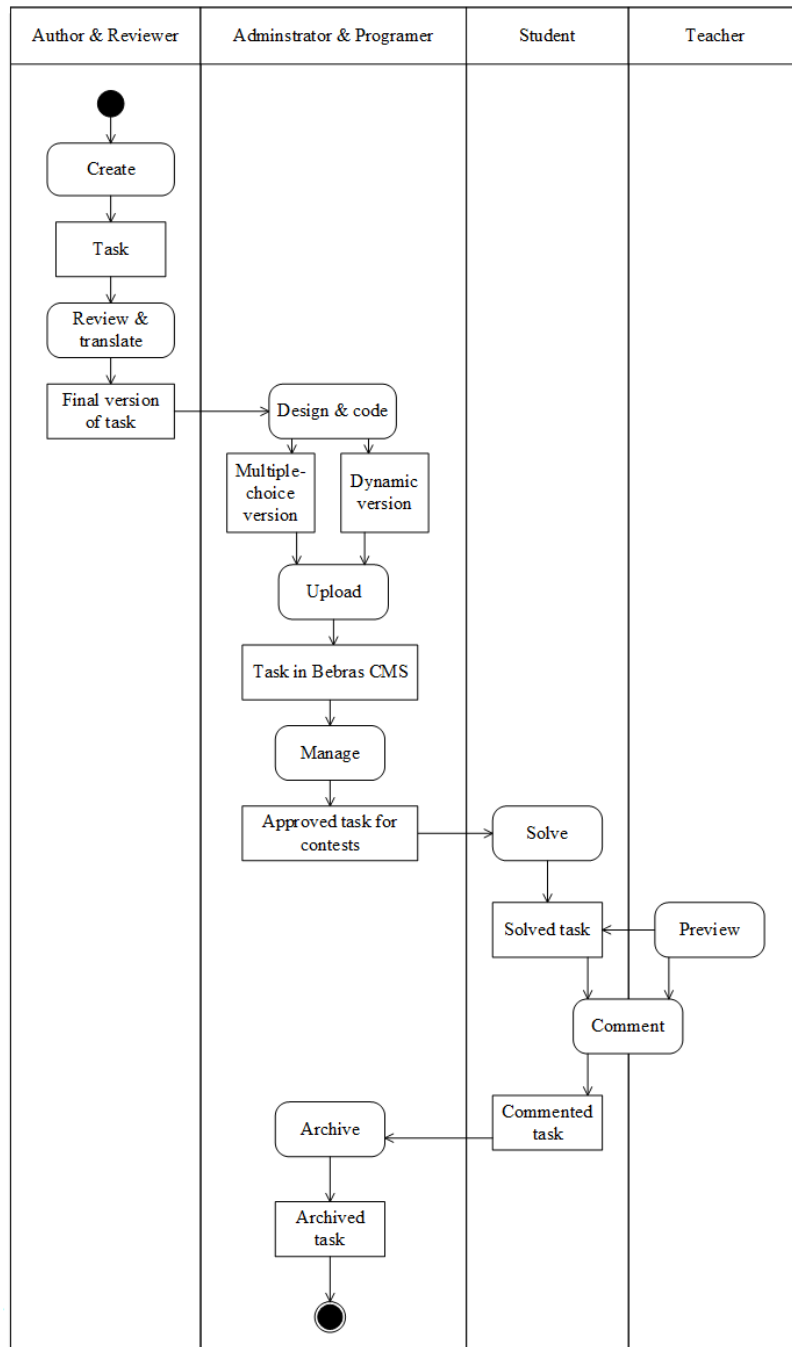 Author & Reviewer
Adminstrator & Programer
Student
Teacher
Create
Task
Review &
translate
Final version
of task
Design & code
Multiple-
choice
version
Dynamic
version
Upload
Task in Bebras CMS
Manage
Approved task for
contests
Solve
Solved task
Preview
Comment
Commented
task
Archive
Archived
task